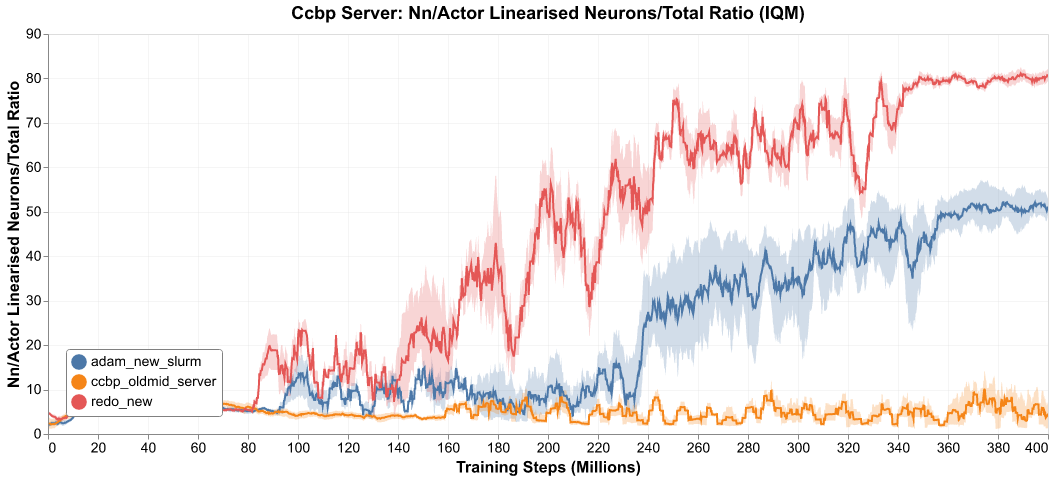 Ccbp Server: Nn/Actor Linearised Neurons/Total Ratio (IQM)
Nn/Actor Linearised Neurons/Total Ratio
90
80
70
60
50
40
30
20
10
0
adam_new_slurm
ccbp_oldmid_server
redo_new
0 20 40 60 80 100 120 140 160 180 200 220 240 260 280 300 320 340 360 380 400
Training Steps (Millions)